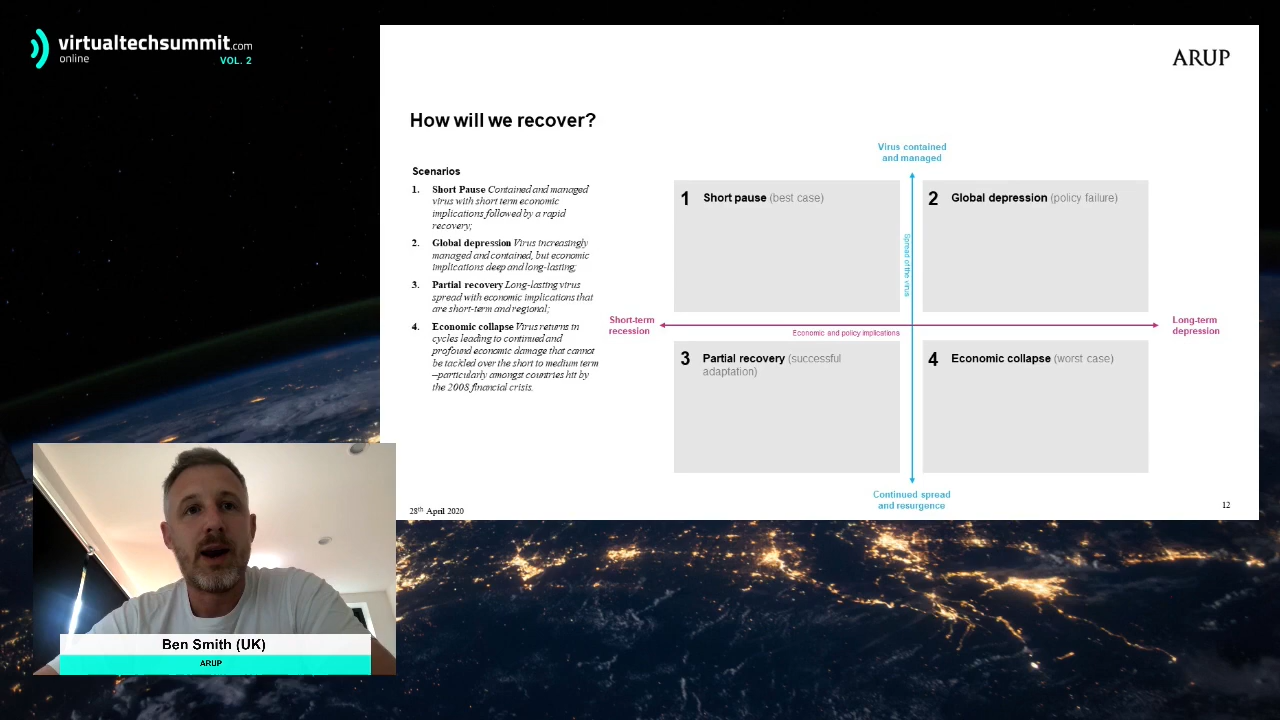 virtualtechsummit.com
online
VOL. 2
ARUP
How will we recover?
Scenarios
1. Short Pause Contained and managed
virus with short term economic
implications followed by a rapid
recovery;
2. Global depression Virus increasingly
managed and contained, but economic
implications deep and long-lasting;
3. Partial recovery Long-lasting virus
spread with economic implications that
are short-term and regional;
4. Economic collapse Virus returns in
cycles leading to continued and
profound economic damage that cannot
be tackled over the short to medium term
–particularly amongst countries hit by
the 2008 financial crisis.
Virus contained
and managed
1 Short pause (best case)
2 Global depression (policy failure)
Spread of the virus
Short-term
recession
Economic and policy implications
Long-term
depression
3 Partial recovery (successful
adaptation)
4 Economic collapse (worst case)
Continued spread
and resurgence
28th April 2020
12
Ben Smith (UK)
ARUP